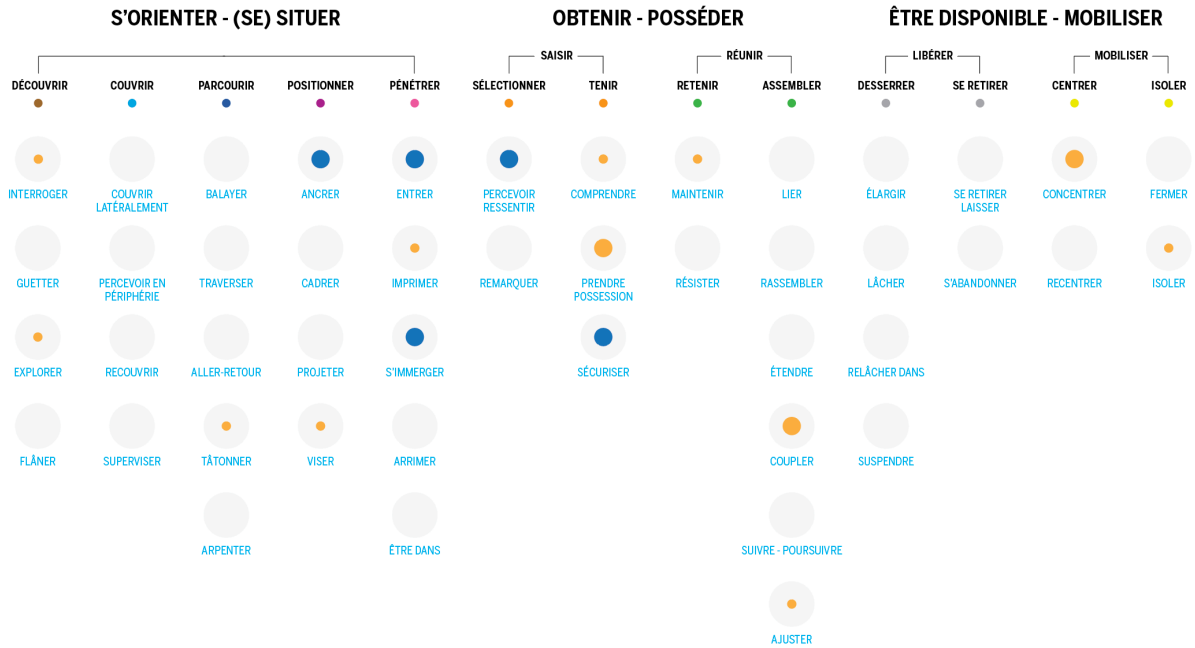 S'ORIENTER - (SE) SITUER
OBTENIR - POSSÉDER
ÊTRE DISPONIBLE - MOBILISER
SAISIR
RÉUNIR
LIBÉRER
MOBILISER
DÉCOUVRIR
COUVRIR
PARCOURIR
POSITIONNER
PÉNÉTRER
SÉLECTIONNER
TENIR
RETENIR
ASSEMBLER
DESSERRER
SE RETIRER
CENTRER
ISOLER
INTERROGER
COUVRIR
LATÉRALEMENT
BALAYER
ANCRER
ENTRER
PERCEVOIR
RESSENTIR
COMPRENDRE
MAINTENIR
LIER
ÉLARGIR
SE RETIRER
LAISSER
CONCENTRER
FERMER
GUETTER
PERCEVOIR EN
PÉRIPHÉRIE
TRAVERSER
CADRER
IMPRIMER
REMARQUER
PRENDRE
POSSESSION
RÉSISTER
RASSEMBLER
LÂCHER
S'ABANDONNER
RECENTRER
ISOLER
EXPLORER
RECOUVRIR
ALLER-RETOUR
PROJETER
S'IMMERGER
SÉCURISER
ÉTENDRE
RELÂCHER DANS
FLÂNER
SUPERVISER
TÂTONNER
VISER
ARRIMER
COUPLER
SUSPENDRE
ARPENTER
ÊTRE DANS
SUIVRE - POURSUIVRE
AJUSTER